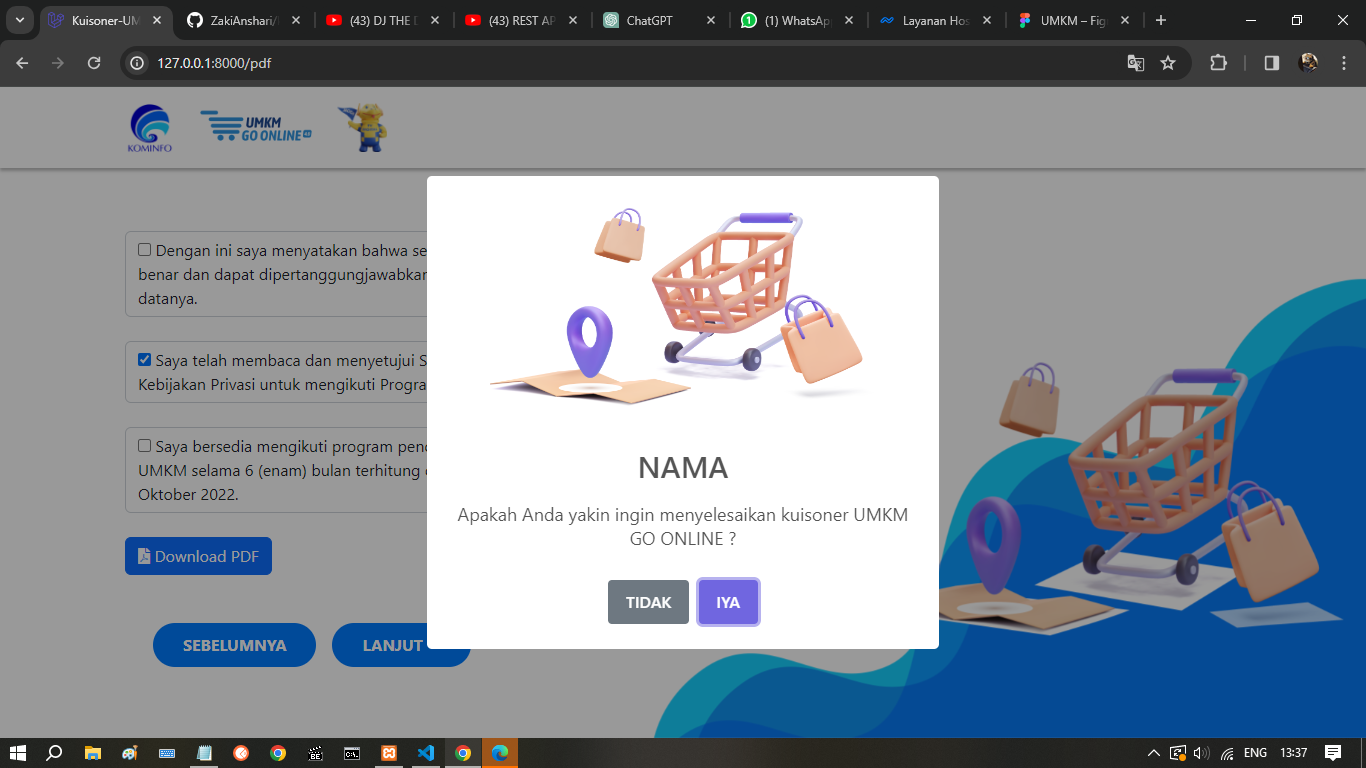 Kuisoner-UM
ZakiAnshari/
(43) DJ THE D
(43) REST AP
ChatGPT
(1) WhatsApp
Layanan Hos
UMKM – Fig
127.0.0.1:8000/pdf
KOMINFO
UMKM
GO ONLINE
Dengan ini saya menyatakan bahwa se
benar dan dapat dipertanggungjawabkan
datanya.
Saya telah membaca dan menyetujui S
Kebijakan Privasi untuk mengikuti Progra
Saya bersedia mengikuti program pend
UMKM selama 6 (enam) bulan terhitung
Oktober 2022.
Download PDF
SEBELUMNYA
LANJUT
NAMA
Apakah Anda yakin ingin menyelesaikan kuisoner UMKM
GO ONLINE ?
TIDAK
IYA
ENG
13:37